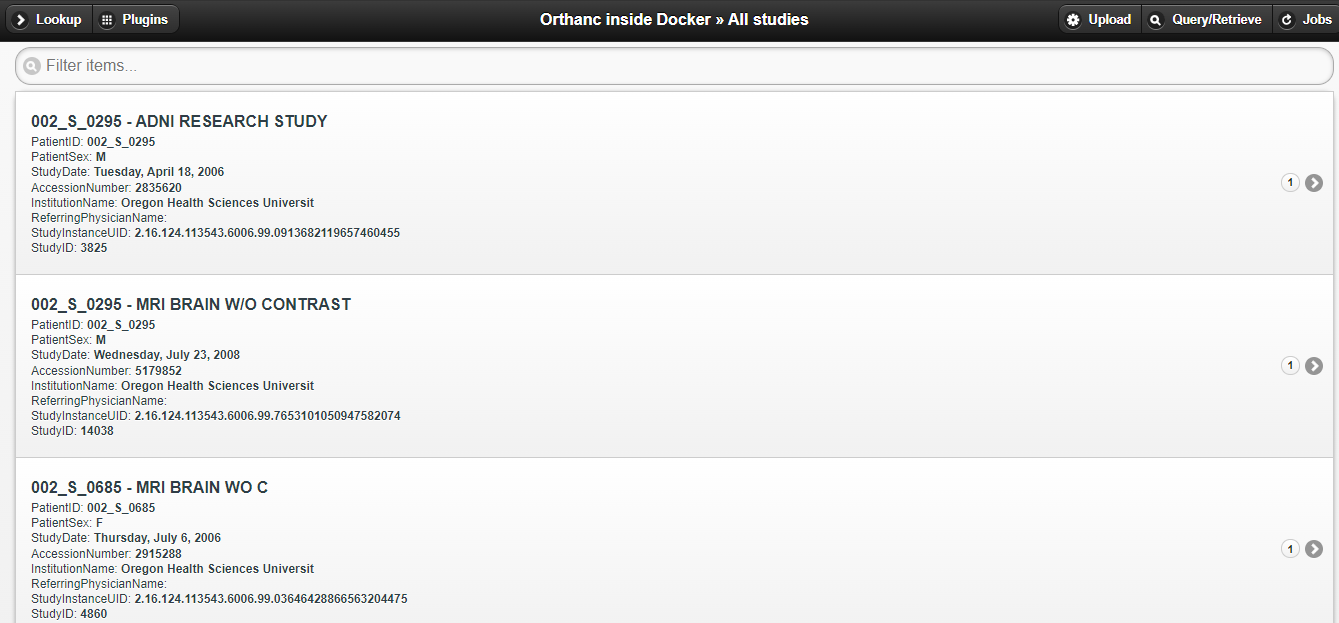 Lookup Plugins Orthanc inside Docker » All studies Upload Query/Retrieve Jobs
Filter items...
002_S_0295 - ADNI RESEARCH STUDY
PatientID: 002_S_0295
PatientSex: M
StudyDate: Tuesday, April 18, 2006
AccessionNumber: 2835620
1
InstitutionName: Oregon Health Sciences Universit
ReferringPhysicianName:
StudyInstanceUID: 2.16.124.113543.6006.99.0913682119657460455
StudyID: 3825
002_S_0295 - MRI BRAIN W/O CONTRAST
PatientID: 002_S_0295
PatientSex: M
StudyDate: Wednesday, July 23, 2008
AccessionNumber: 5179852
1
InstitutionName: Oregon Health Sciences Universit
ReferringPhysicianName:
StudyInstanceUID: 2.16.124.113543.6006.99.7653101050947582074
StudyID: 14038
002_S_0685 - MRI BRAIN WO C
PatientID: 002_S_0685
PatientSex: F
StudyDate: Thursday, July 6, 2006
AccessionNumber: 2915288
1
InstitutionName: Oregon Health Sciences Universit
ReferringPhysicianName:
StudyInstanceUID: 2.16.124.113543.6006.99.03646428866563204475
StudyID: 4860